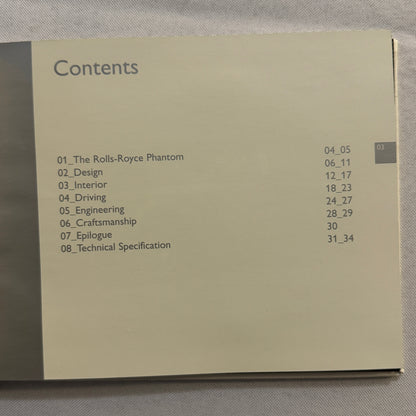 Contents
03
01_The Rolls-Royce Phantom 04_05
02_Design 06_11
03_Interior 12_17
04_Driving 18_23
05_Engineering 24_27
06_Craftsmanship 28_29
07_Epilogue 30
08_Technical Specification 31_34